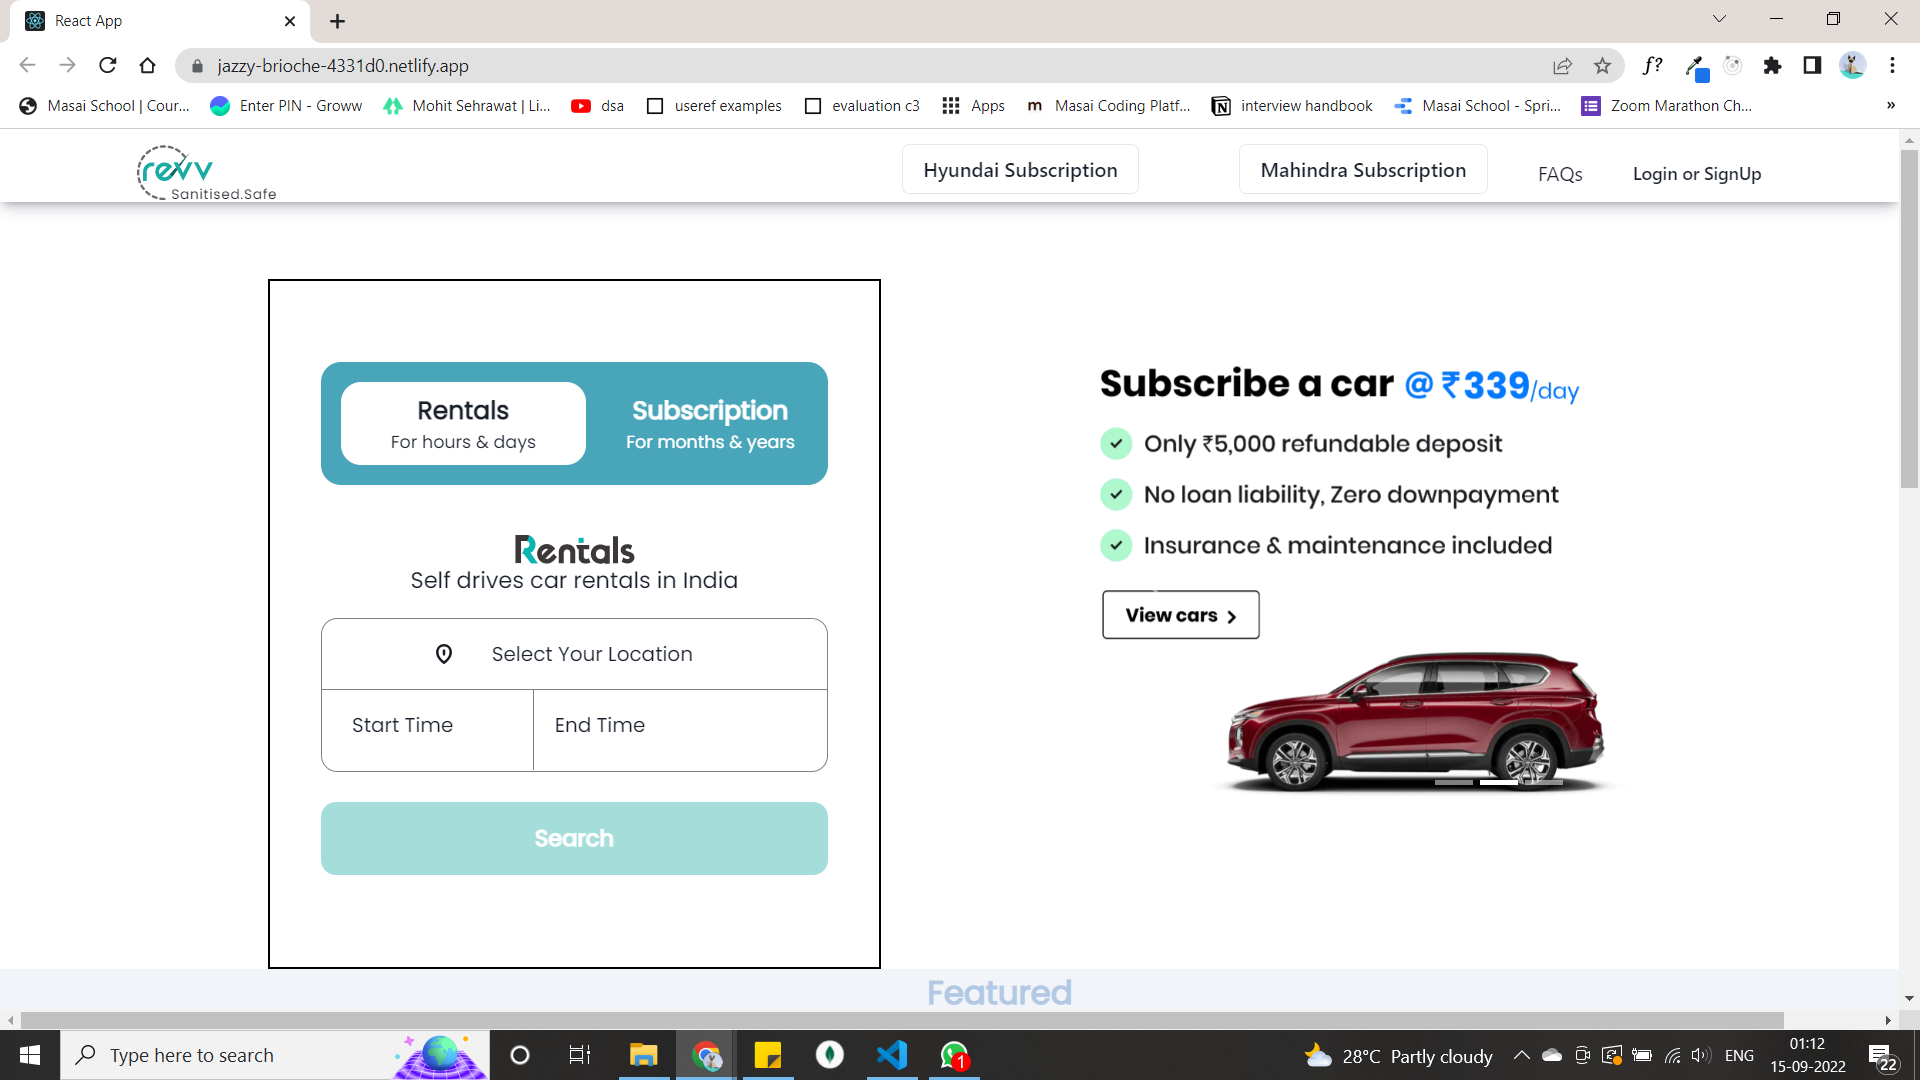 React App
jazzy-brioche-4331d0.netlify.app
f?
Masai School | Cour...
Enter PIN - Groww
Mohit Sehrawat | Li...
dsa
useref examples
evaluation c3
Apps
m
Masai Coding Platf...
interview handbook
Masai School - Spri...
Zoom Marathon Ch...
»
revv
Sanitised.Safe
Hyundai Subscription
Mahindra Subscription
FAQs
Login or SignUp
Rentals
For hours & days
Subscription
For months & years
Rentals
Self drives car rentals in India
Select Your Location
Start Time
End Time
Search
Subscribe a car @ ₹339/day
Only ₹5,000 refundable deposit
No loan liability, Zero downpayment
Insurance & maintenance included
View cars
Featured
Type here to search
1
28°C Partly cloudy
ENG
01:12
15-09-2022
22